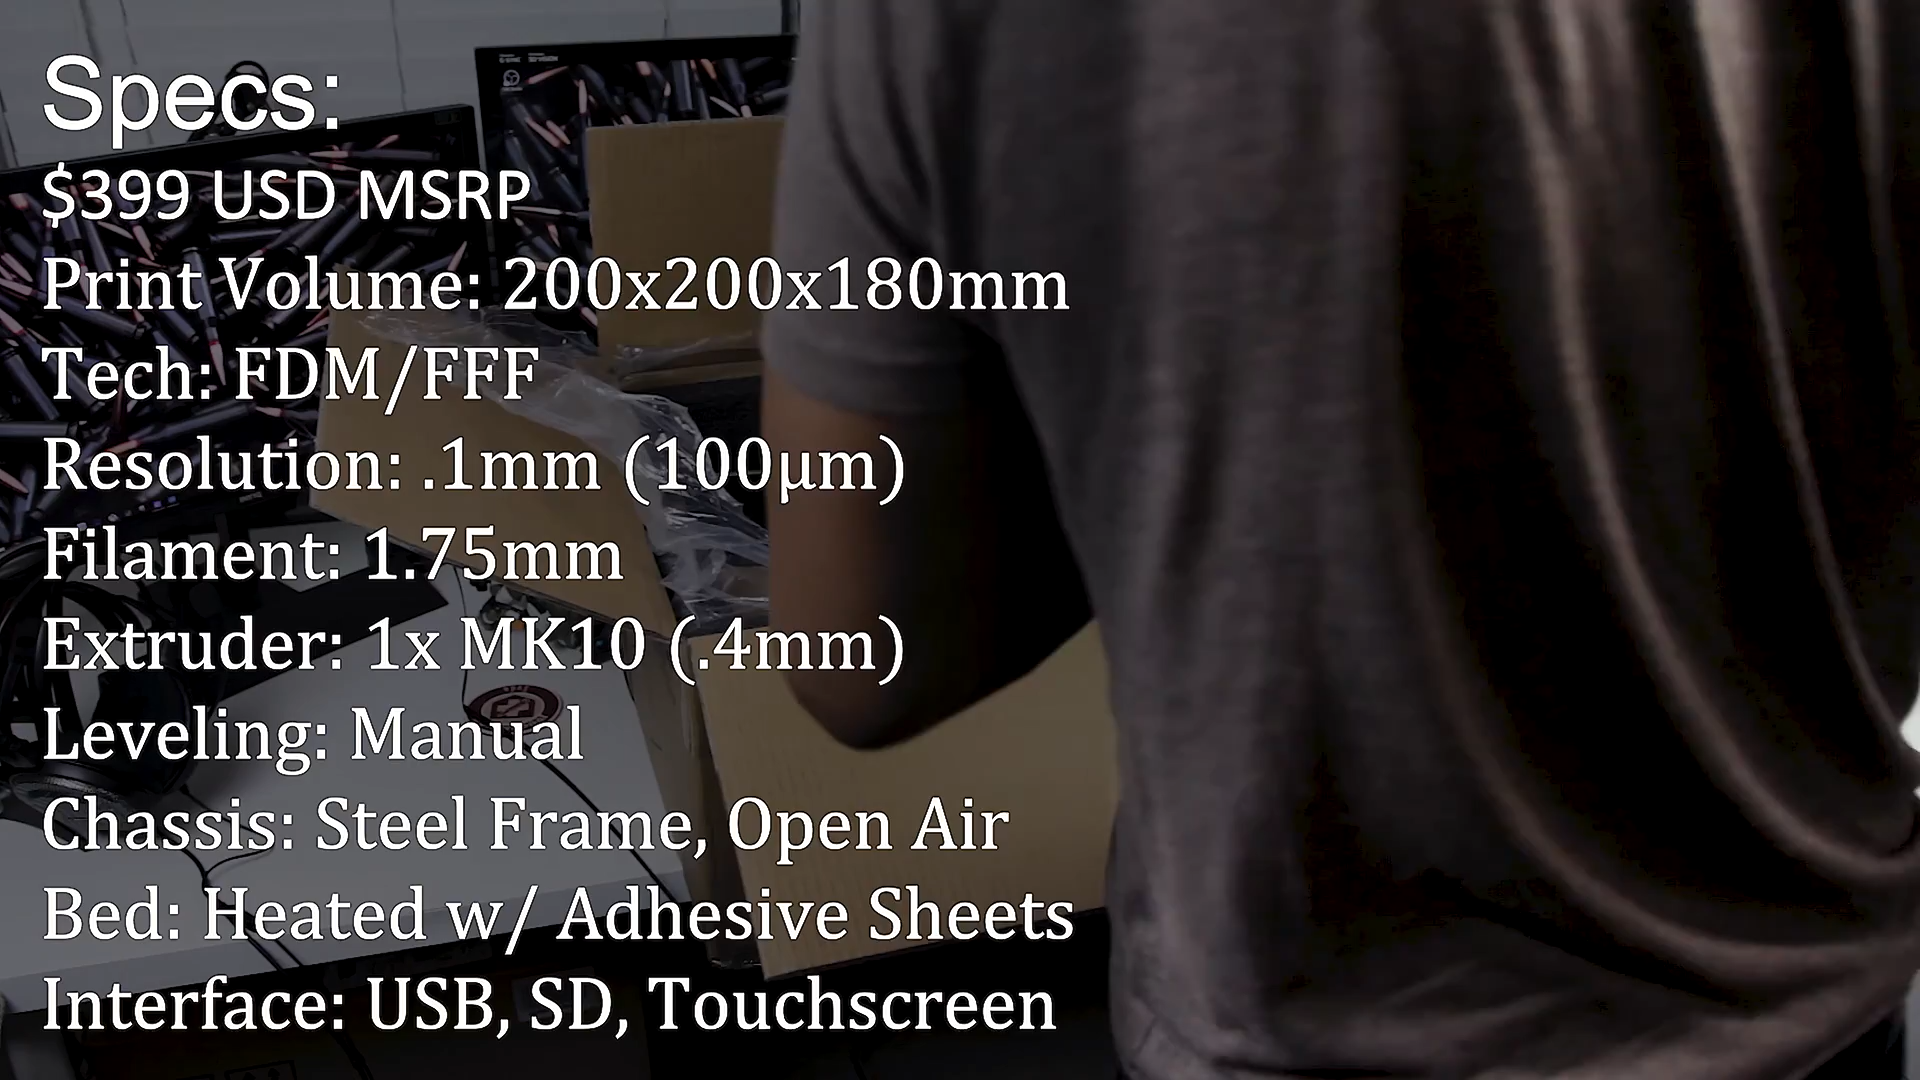 Specs:
$399 USD MSRP
Print Volume: 200x200x180mm
Tech: FDM/FFF
Resolution: .1mm (100µm)
Filament: 1.75mm
Extruder: 1x MK10 (.4mm)
Leveling: Manual
Chassis: Steel Frame, Open Air
Bed: Heated w/ Adhesive Sheets
Interface: USB, SD, Touchscreen